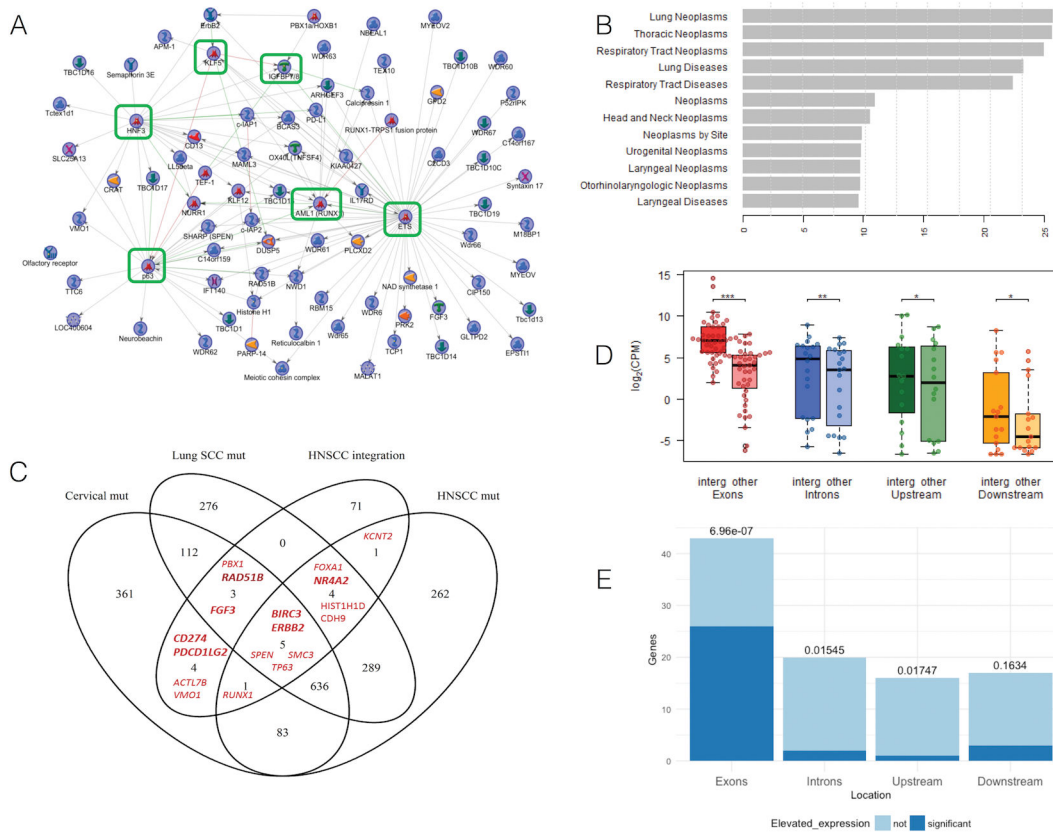 A
ErbB2
PBX1a/HOXB1
NBEAL1
MYEOV2
APM-1
KLF5
WDR63
TBC1D10B
WDR60
TBC1D16
Semaphorin 3E
IGFBP7/8
TEX10
ARHGEF3
Calcipressin 1
GPD2
P52rIPK
Tctex1d1
HNF3
c-IAP1
BCAS3
PD-L1
RUNX1-TRPS1 fusion protein
WDR67
C14orf167
CD13
OX40L(TNFSF4)
KIAA0427
C2CD3
TBC1D10C
SLC25A13
LL5beta
MAML3
Syntaxin 17
CRAT
TBC1D17
TEF-1
KLF12
TBC1D1
IL17RD
NURR1
AML1 (RUNX1)
TBC1D19
ETS
VMO1
SHARP (SPEN)
c-IAP2
M18BP1
C14orf159
DUSP5
WDR61
PLCXD2
Wdr66
Olfactory receptor
p63
MYEOV
TTC6
IFT140
RAD51B
NWD1
NAD synthetase 1
CIP150
Histone H1
RBM15
WDR6
FGF3
Tbc1d13
LOC400604
Neurobeachin
TBC1D1
Wdr65
PRK2
GLTPD2
WDR62
Reticulocalbin 1
TCP1
TBC1D14
EPSTI1
PARP-14
Meiotic cohesin complex
MALAT1
B
Lung Neoplasms
Thoracic Neoplasms
Respiratory Tract Neoplasms
Lung Diseases
Respiratory Tract Diseases
Neoplasms
Head and Neck Neoplasms
Neoplasms by Site
Urogenital Neoplasms
Laryngeal Neoplasms
Otorhinolaryngologic Neoplasms
Laryngeal Diseases
0 5 10 15 20 25
D
log2(CPM)
15
10
5
0
-5
*** ** * *
interg other interg other interg other interg other
Exons Introns Upstream Downstream
C
Lung SCC mut
HNSCC integration
Cervical mut
HNSCC mut
276
71
KCNT2
112
0
1
PBX1
FOXA1
RAD51B
NR4A2
361
3
4
262
FGF3
BIRC3
HIST1H1D
ERBB2
CDH9
CD274
PDCD1LG2
5
4
SPEN SMC3
289
TP63
ACTL7B
1
RUNX1
636
VMO1
83
E
Genes
40
30
20
10
0
6.96e-07
0.01545
0.01747
0.1634
Exons Introns Upstream Downstream
Location
Elevated_expression not significant